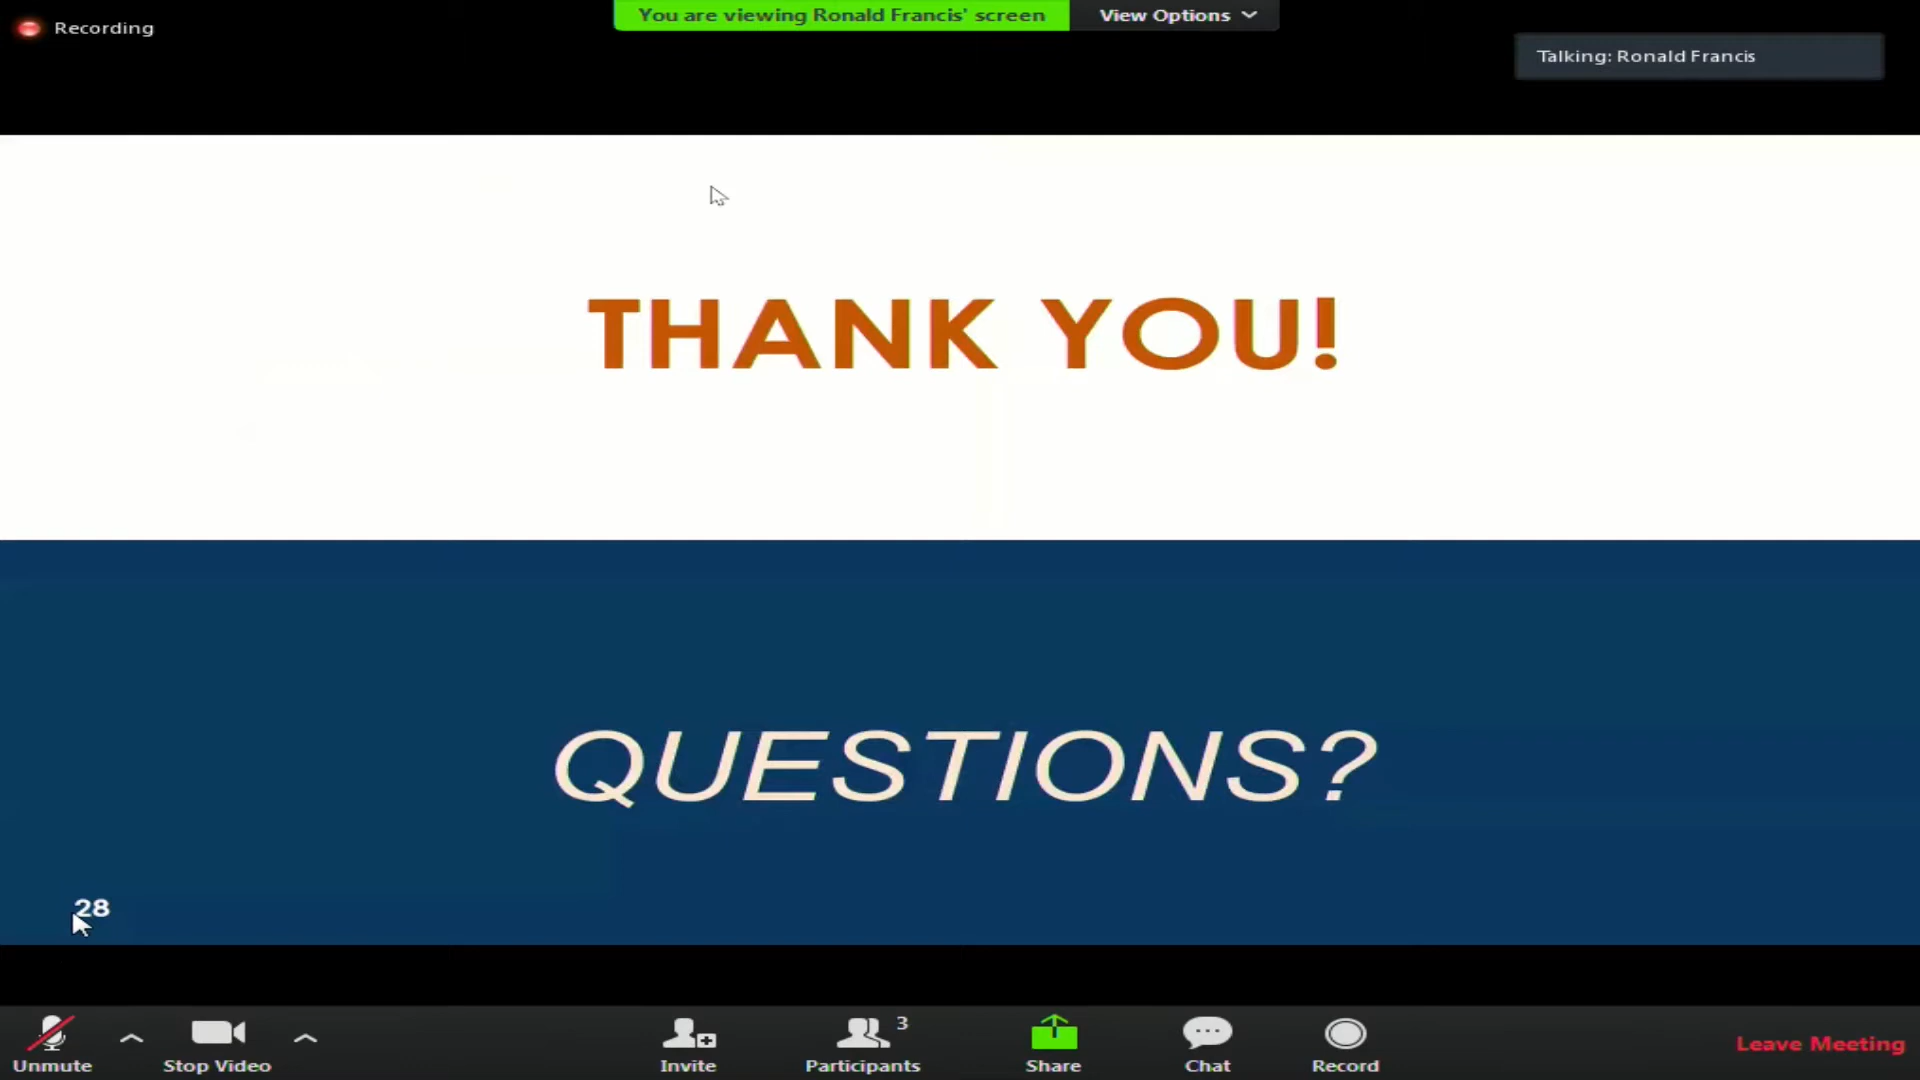 Recording
You are viewing Ronald Francis' screen
View Options
Talking: Ronald Francis
THANK YOU!
QUESTIONS?
28
Unmute
Stop Video
Invite
3
Participants
Share
Chat
Record
Leave Meeting